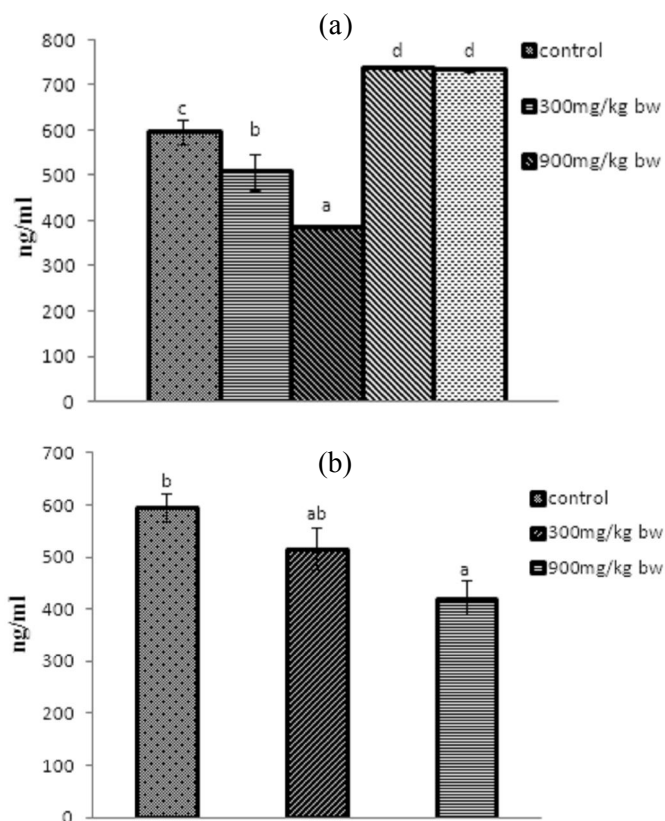 (a)
800
700
600
500
400
300
200
100
0
ng/ml
c
b
a
d
d
control
300mg/kg bw
900mg/kg bw
(b)
700
600
500
400
300
200
100
0
ng/ml
b
ab
a
control
300mg/kg bw
900mg/kg bw